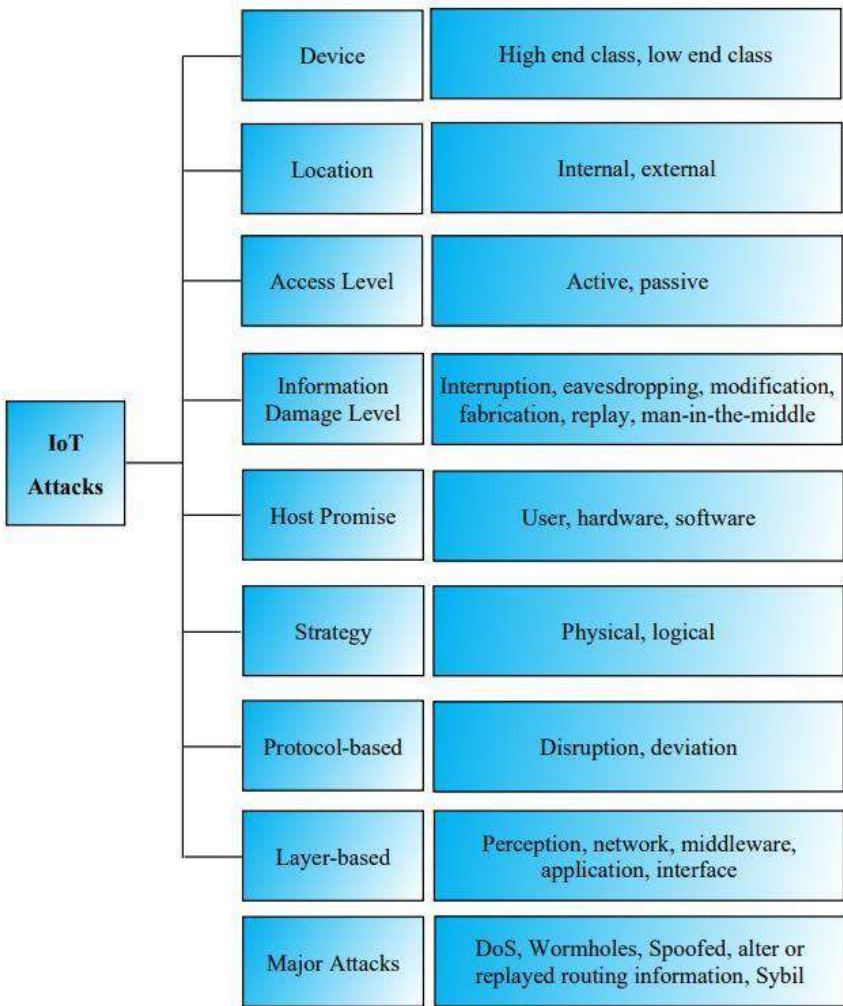 IoT
Attacks
Device
High end class, low end class
Location
Internal, external
Access Level
Active, passive
Information
Damage Level
Interruption, eavesdropping, modification,
fabrication, replay, man-in-the-middle
Host Promise
User, hardware, software
Strategy
Physical, logical
Protocol-based
Disruption, deviation
Layer-based
Perception, network, middleware,
application, interface
Major Attacks
DoS, Wormholes, Spoofed, alter or
replayed routing information, Sybil